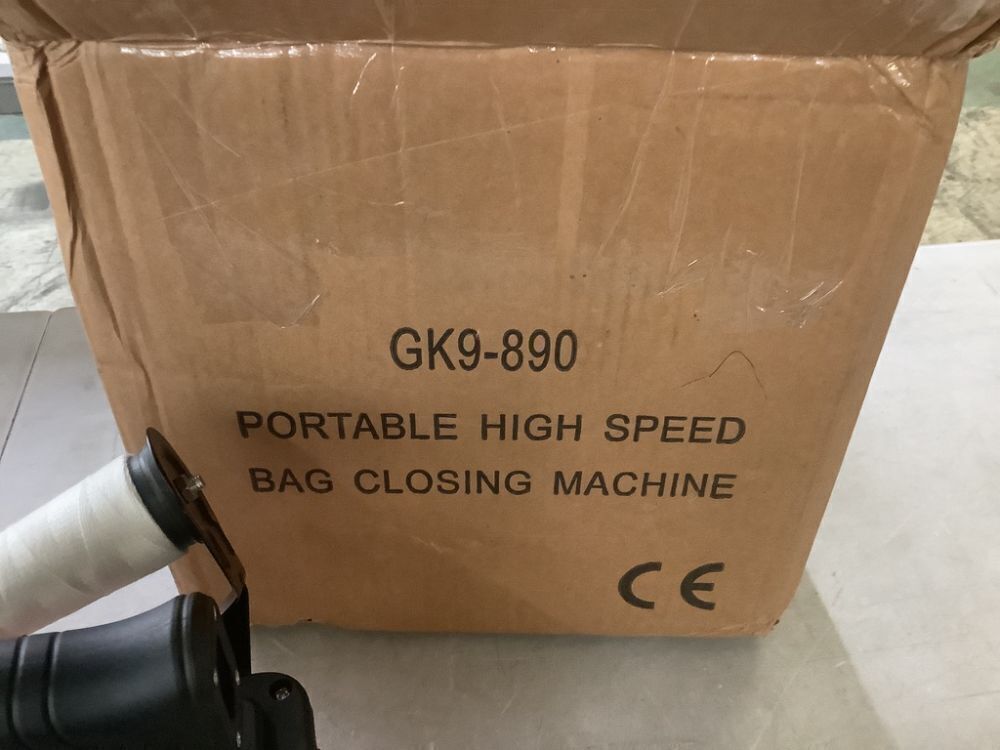 GK9-890
PORTABLE HIGH SPEED
BAG CLOSING MACHINE
CE